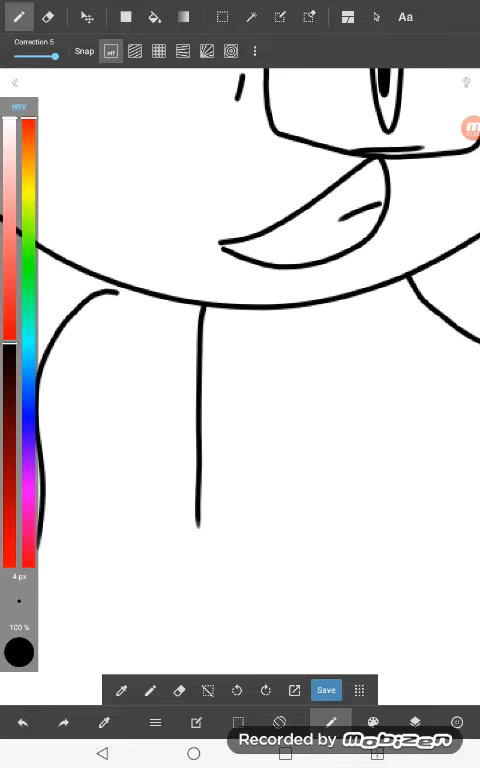 Aa
Correction 5
Snap
off
HSV
4 px
100 %
Save
Recorded by mobizen